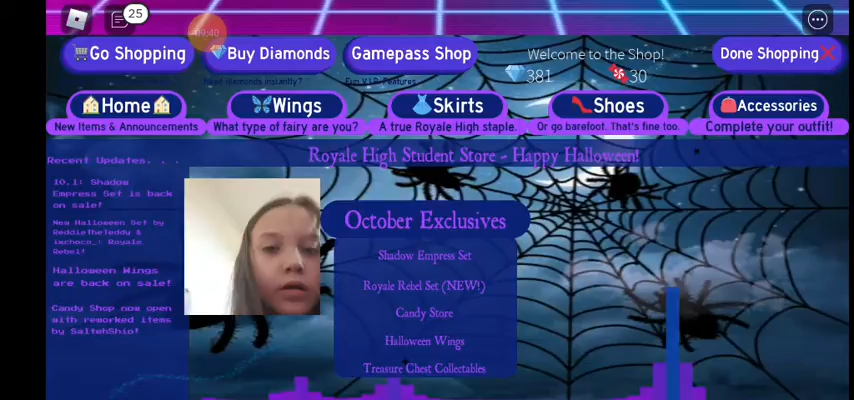 25
09:40
Go Shopping
Buy Diamonds
Gamepass Shop
Welcome to the Shop!
Done Shopping
Need diamonds instantly?
381
30
Home
Wings
Skirts
Shoes
Accessories
New Items & Announcements
What type of fairy are you?
A true Royale High staple.
Or go barefoot. That's fine too.
Complete your outfit!
Royale High Student Store - Happy Halloween!
Recent Updates. . .
10.1: Shadow
Empress Set is back
on sale!
New Halloween Set by
ReddieTheTeddy &
ixchoco_: Royale
Rebel!
Halloween Wings
are back on sale!
Candy Shop now open
with reworked items
by SaltehShio!
October Exclusives
Shadow Empress Set
Royale Rebel Set (NEW!)
Candy Store
Halloween Wings
Treasure Chest Collectables